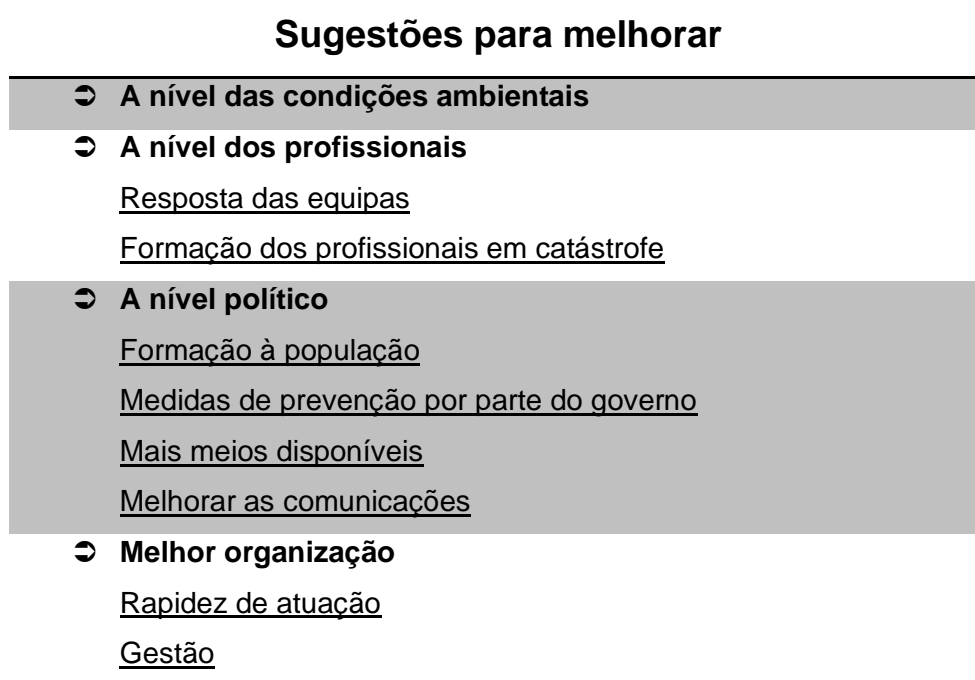 Sugestões para melhorar
➲ A nível das condições ambientais
➲ A nível dos profissionais
Resposta das equipas
Formação dos profissionais em catástrofe
➲ A nível político
Formação à população
Medidas de prevenção por parte do governo
Mais meios disponíveis
Melhorar as comunicações
➲ Melhor organização
Rapidez de atuação
Gestão